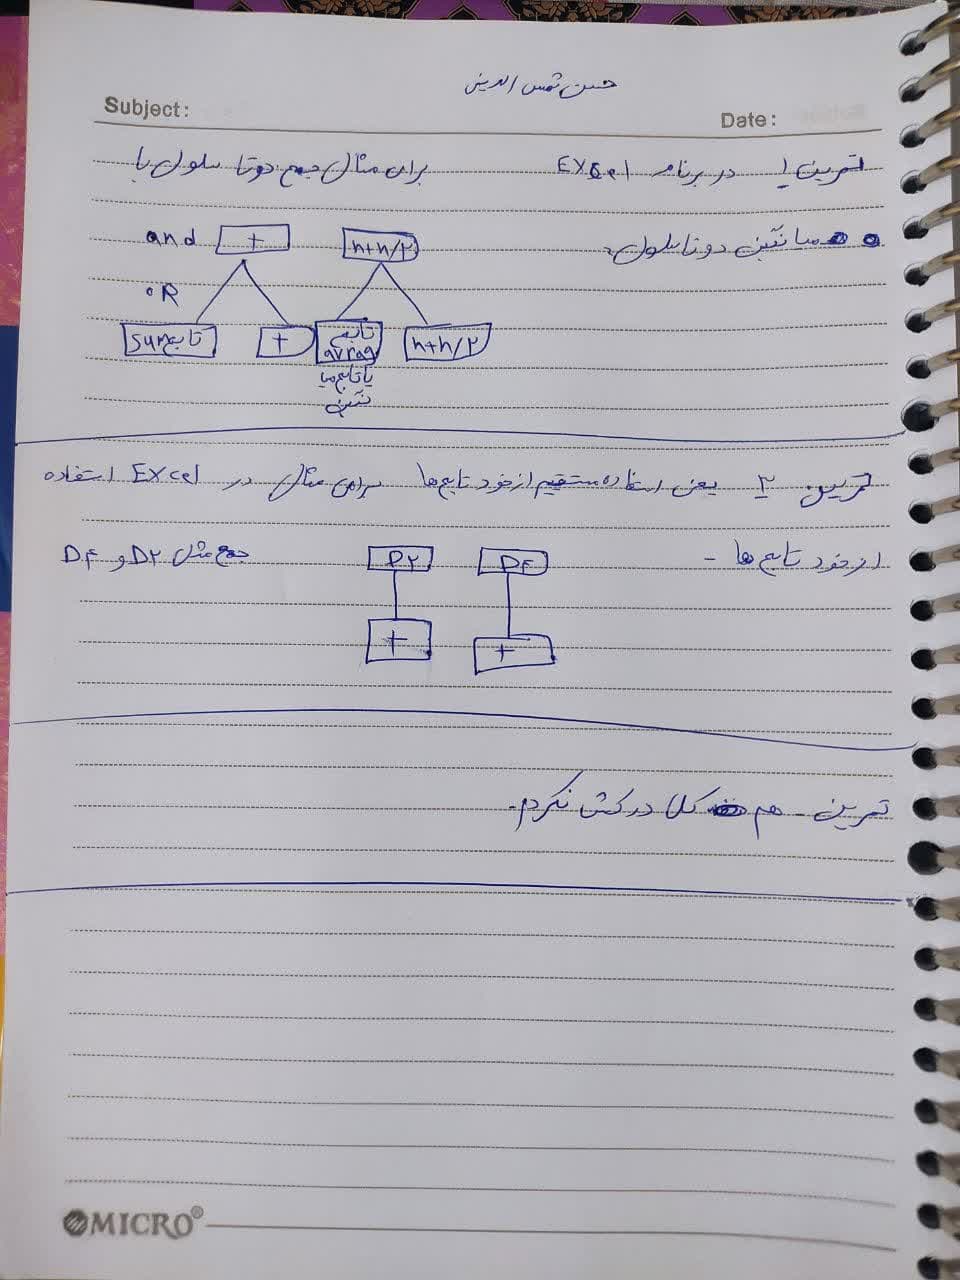 حسن شمس الدینی
Subject:
Date:
تمرین ۱ در برنامه Excel برای مثال جمع دوتا سلول یا
میانگین دوتا سلول.
and + n+n/۲
OR
تابع sum + تابع avrag n+n/۲
یا تابع میا
نگین
تمرین ۲ یعنی استفاده مستقیم از خود تابع‌ها برای مثال در Excel استفاده
از خود تابع ها - D۴ D۲ جمع مثل D۲ و D۴
+ +
تمرین - هم کلا درکش نکردم.
MICRO®